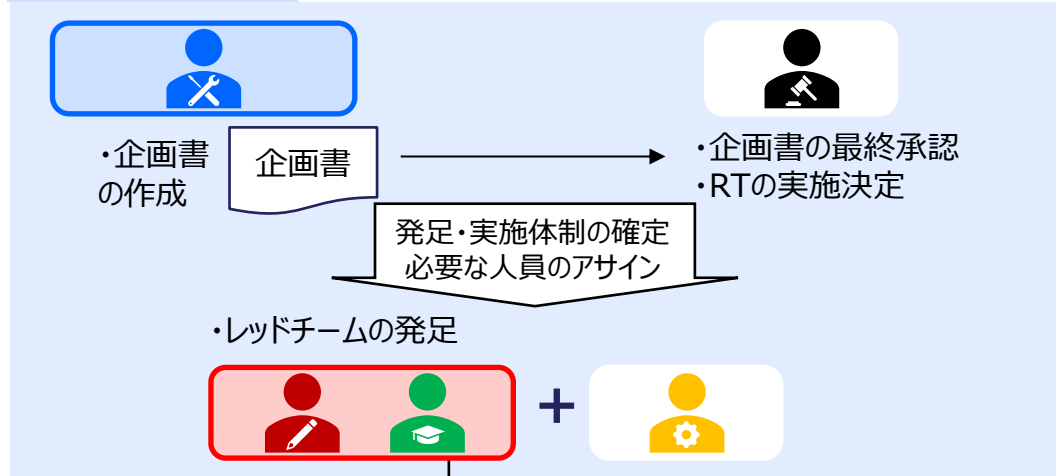 ・企画書
の作成
企画書
・企画書の最終承認
・RTの実施決定
発足・実施体制の確定
必要な人員のアサイン
・レッドチームの発足
+